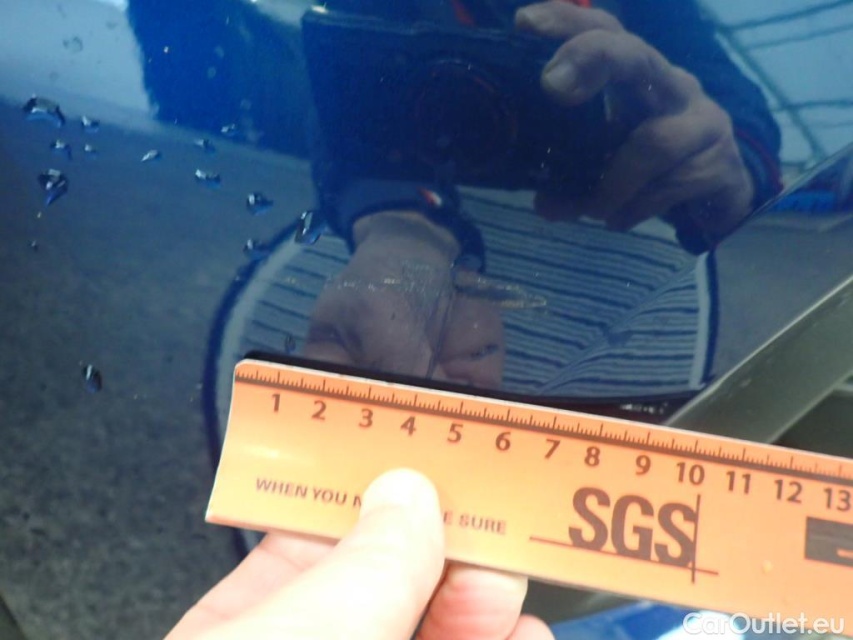 1 2 3 4 5 6 7 8 9 10 11 12 13
WHEN YOU E SURE
SGS
CarOutlet.eu